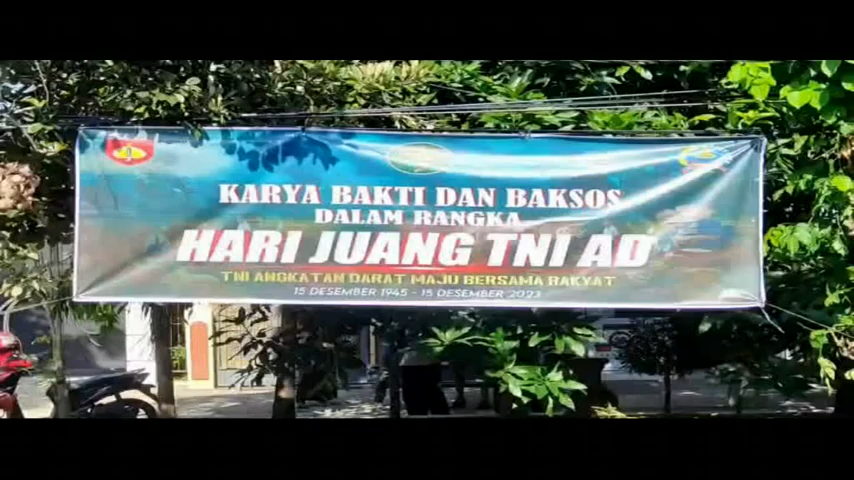 KARYA BAKTI DAN BAKSOS
DALAM RANGKA
HARI JUANG TNI AD
TNI ANGKATAN DARAT MAJU BERSAMA RAKYAT
15 DESEMBER 1945 - 15 DESEMBER 2023